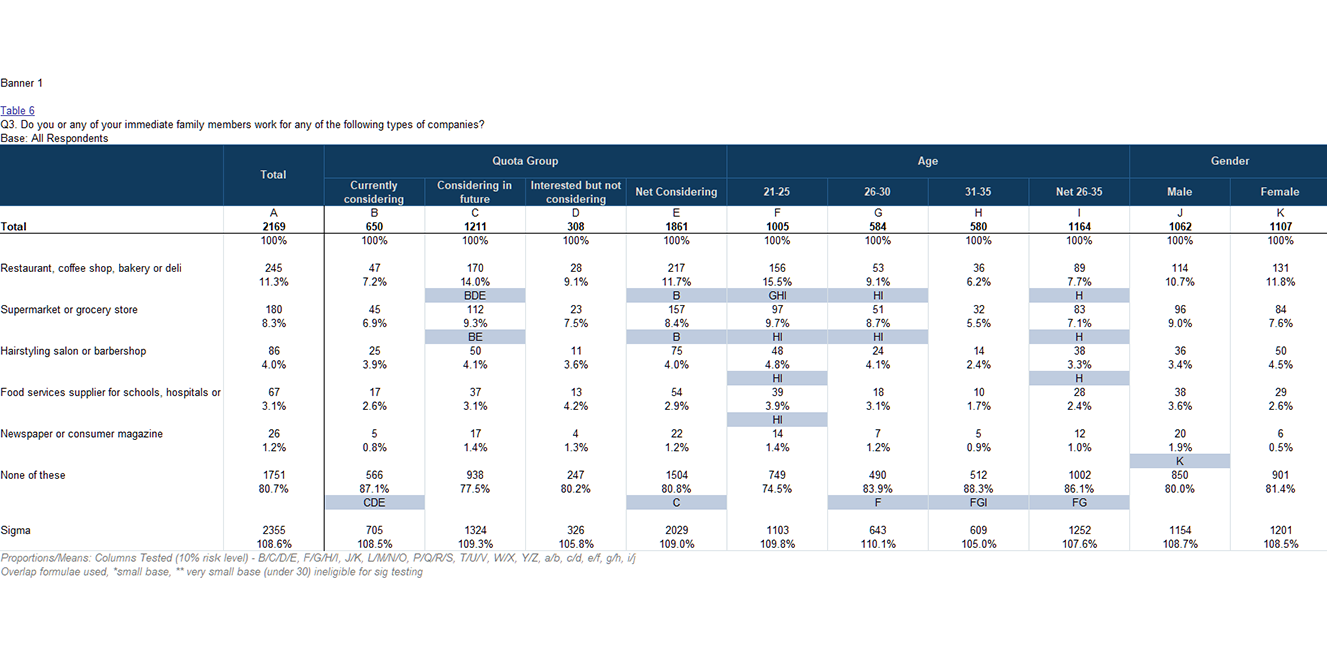 Banner 1
Table 6
Q3. Do you or any of your immediate family members work for any of the following types of companies?
Base: All Respondents
Total Quota Group Age Gender
Currently considering Considering in future Interested but not considering Net Considering 21-25 26-30 31-35 Net 26-35 Male Female
A B C D E F G H I J K
Total 2169 650 1211 308 1861 1005 584 580 1164 1062 1107
100% 100% 100% 100% 100% 100% 100% 100% 100% 100% 100%
Restaurant, coffee shop, bakery or deli 245 47 170 28 217 156 53 36 89 114 131
11.3% 7.2% 14.0% 9.1% 11.7% 15.5% 9.1% 6.2% 7.7% 10.7% 11.8%
BDE B GHI HI H
Supermarket or grocery store 180 45 112 23 157 97 51 32 83 96 84
8.3% 6.9% 9.3% 7.5% 8.4% 9.7% 8.7% 5.5% 7.1% 9.0% 7.6%
BE B HI HI H
Hairstyling salon or barbershop 86 25 50 11 75 48 24 14 38 36 50
4.0% 3.9% 4.1% 3.6% 4.0% 4.8% 4.1% 2.4% 3.3% 3.4% 4.5%
HI H
Food services supplier for schools, hospitals or 67 17 37 13 54 39 18 10 28 38 29
3.1% 2.6% 3.1% 4.2% 2.9% 3.9% 3.1% 1.7% 2.4% 3.6% 2.6%
HI
Newspaper or consumer magazine 26 5 17 4 22 14 7 5 12 20 6
1.2% 0.8% 1.4% 1.3% 1.2% 1.4% 1.2% 0.9% 1.0% 1.9% 0.5%
K
None of these 1751 566 938 247 1504 749 490 512 1002 850 901
80.7% 87.1% 77.5% 80.2% 80.8% 74.5% 83.9% 88.3% 86.1% 80.0% 81.4%
CDE C F FGI FG
Sigma 2355 705 1324 326 2029 1103 643 609 1252 1154 1201
108.6% 108.5% 109.3% 105.8% 109.0% 109.8% 110.1% 105.0% 107.6% 108.7% 108.5%
Proportions/Means: Columns Tested (10% risk level) - B/C/D/E, F/G/H/I, J/K, L/M/N/O, P/Q/R/S, T/U/V, W/X, Y/Z, a/b, c/d, e/f, g/h, i/j
Overlap formulae used, *small base, ** very small base (under 30) ineligible for sig testing